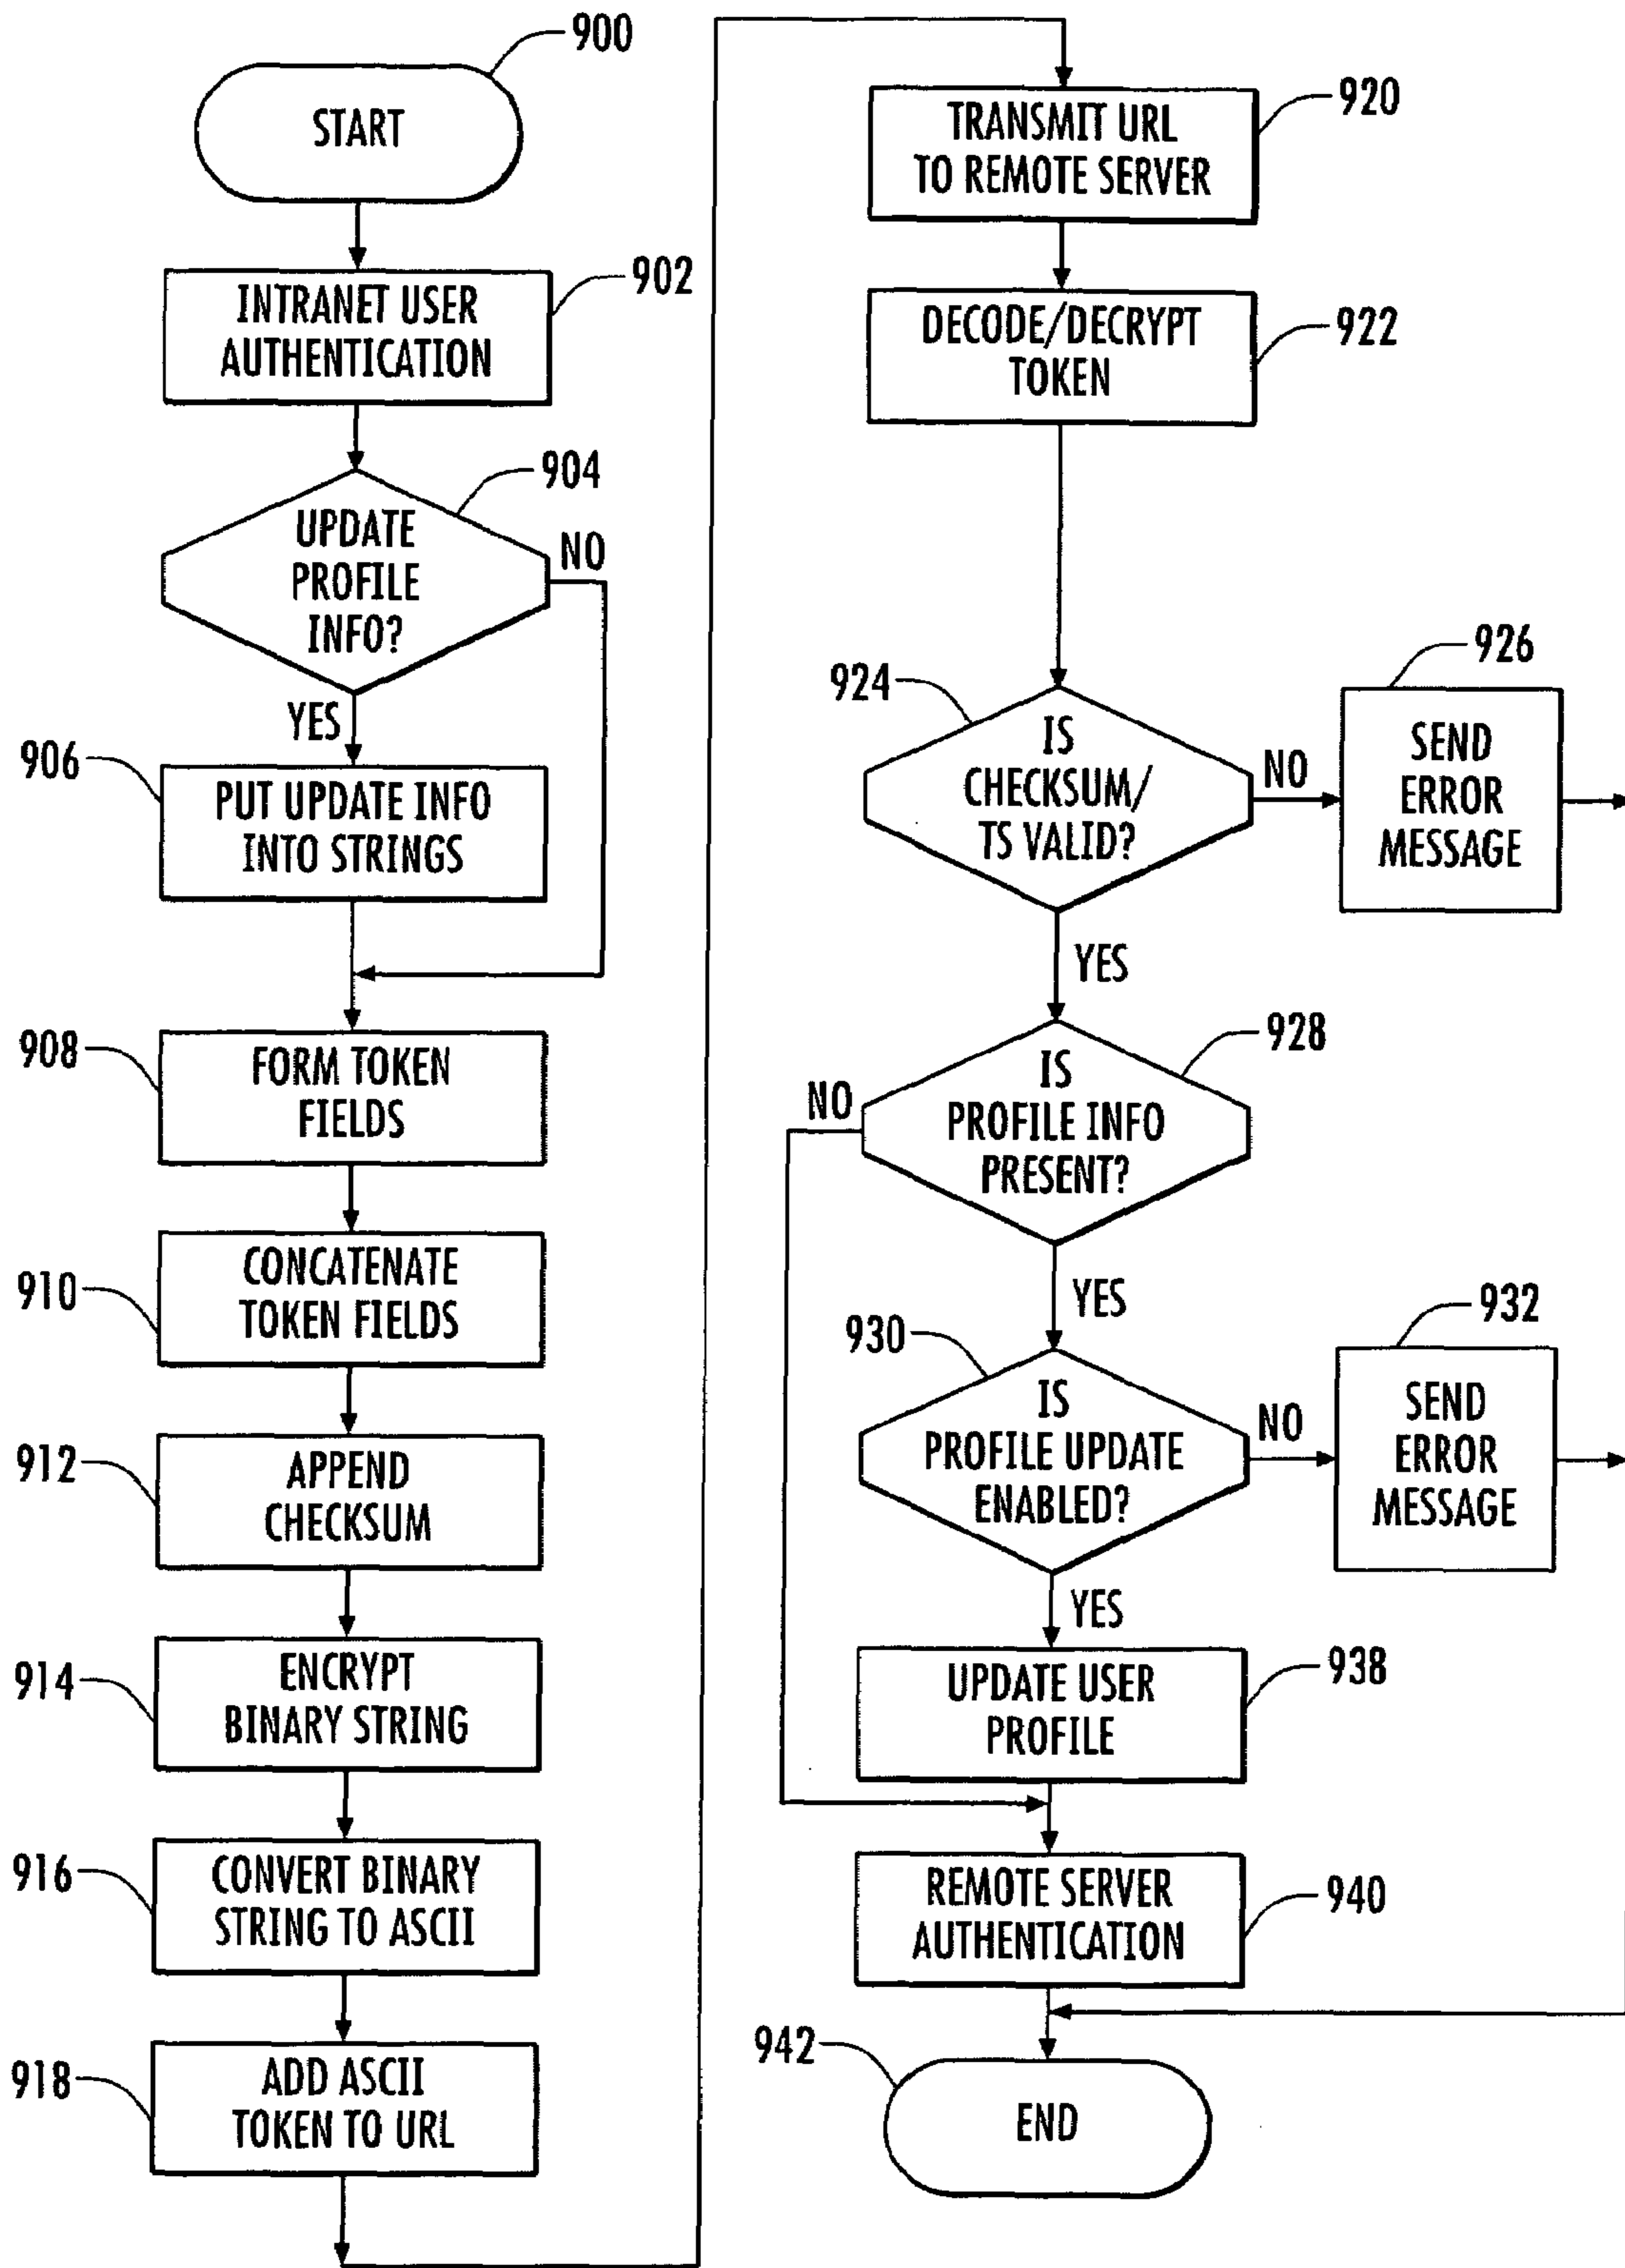 900
START
902
INTRANET USER
AUTHENTICATION
904
UPDATE
PROFILE
INFO?
NO
YES
906
PUT UPDATE INFO
INTO STRINGS
908
FORM TOKEN
FIELDS
910
CONCATENATE
TOKEN FIELDS
912
APPEND
CHECKSUM
914
ENCRYPT
BINARY STRING
916
CONVERT BINARY
STRING TO ASCII
918
ADD ASCII
TOKEN TO URL
920
TRANSMIT URL
TO REMOTE SERVER
922
DECODE/DECRYPT
TOKEN
924
IS
CHECKSUM/
TS VALID?
NO
926
SEND
ERROR
MESSAGE
YES
928
IS
PROFILE INFO
PRESENT?
NO
YES
930
IS
PROFILE UPDATE
ENABLED?
NO
932
SEND
ERROR
MESSAGE
YES
938
UPDATE USER
PROFILE
940
REMOTE SERVER
AUTHENTICATION
942
END